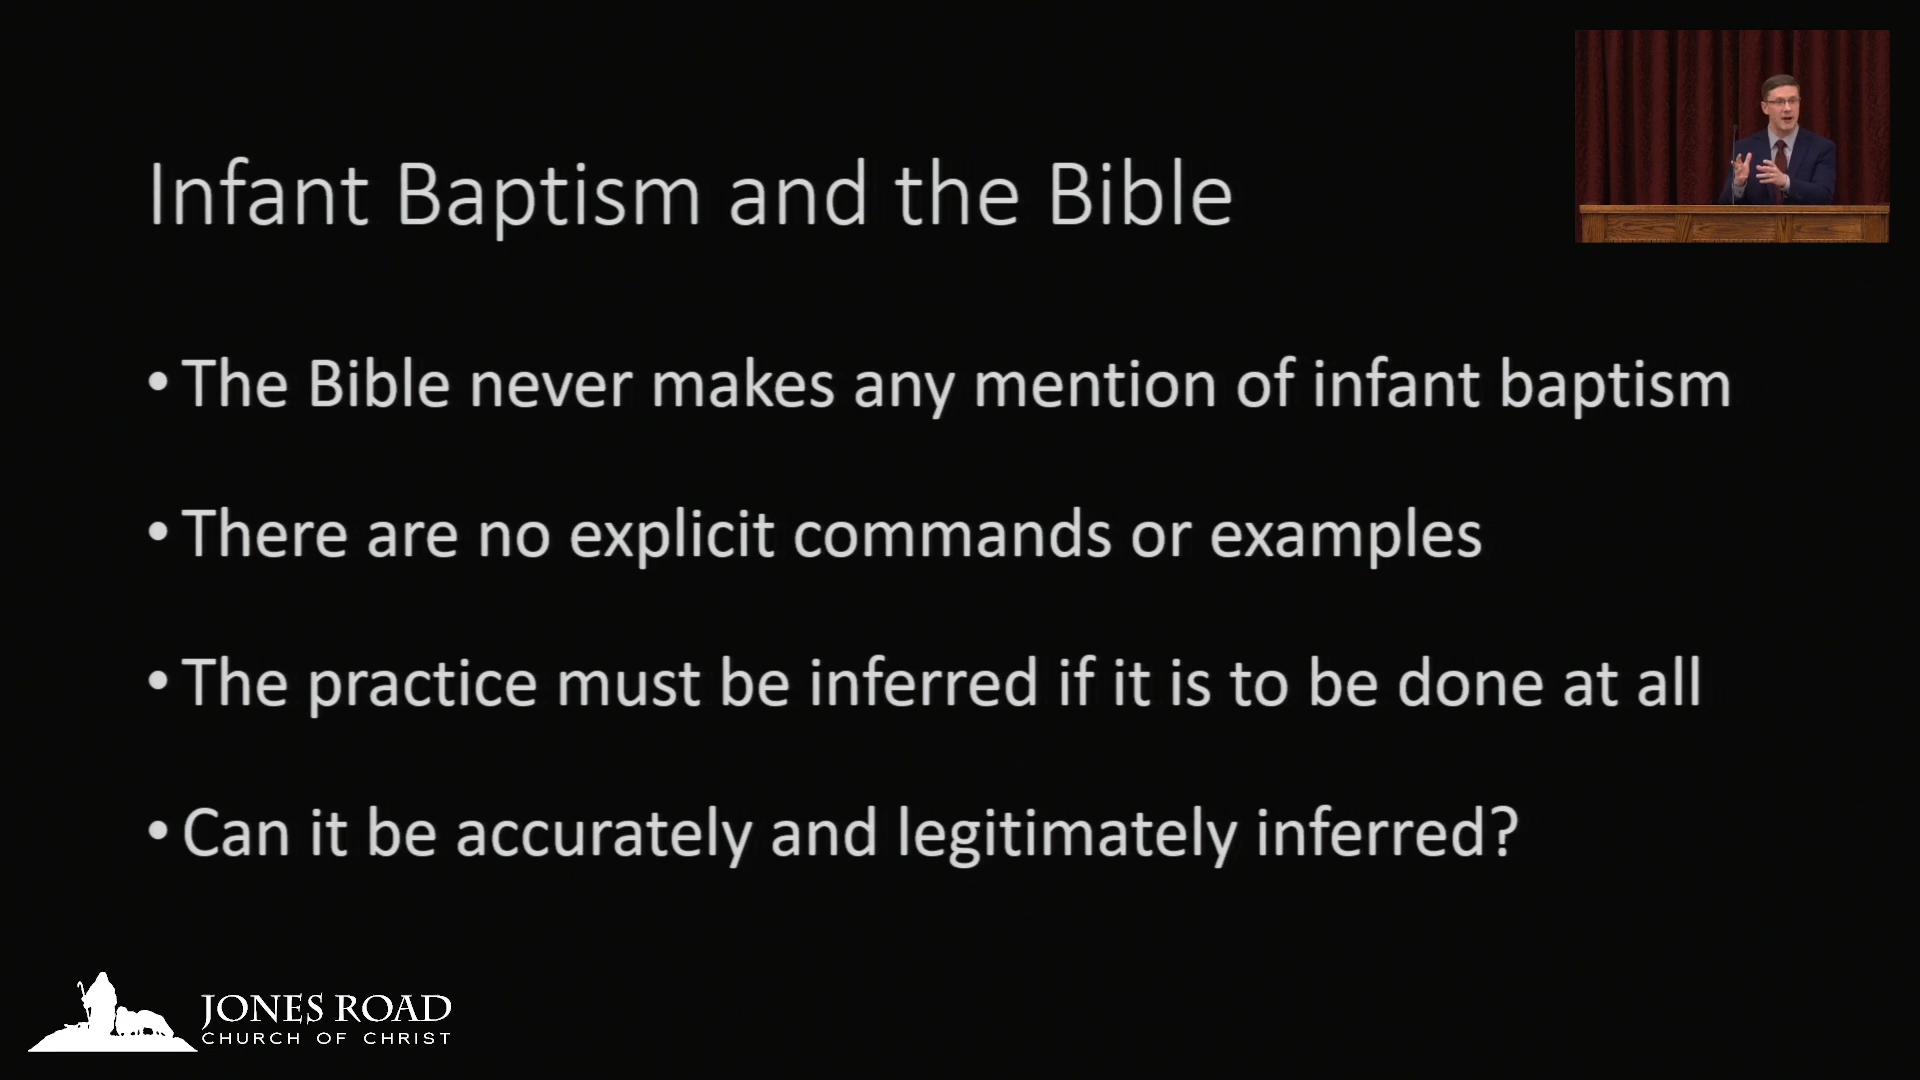 Infant Baptism and the Bible
• The Bible never makes any mention of infant baptism
• There are no explicit commands or examples
• The practice must be inferred if it is to be done at all
• Can it be accurately and legitimately inferred?
JONES ROAD
CHURCH OF CHRIST